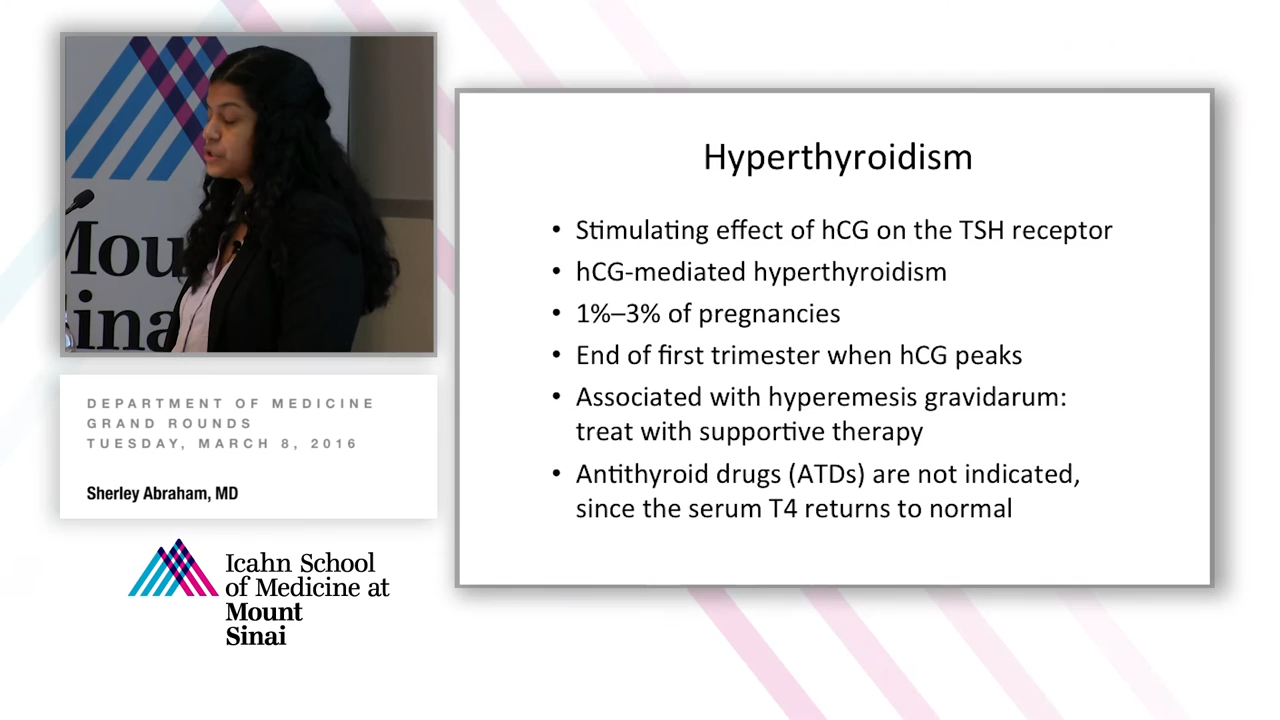 Mount
Sinai
DEPARTMENT OF MEDICINE
GRAND ROUNDS
TUESDAY, MARCH 8, 2016
Sherley Abraham, MD
Icahn School
of Medicine at
Mount
Sinai
Hyperthyroidism
• Stimulating effect of hCG on the TSH receptor
• hCG-mediated hyperthyroidism
• 1%–3% of pregnancies
• End of first trimester when hCG peaks
• Associated with hyperemesis gravidarum:
treat with supportive therapy
• Antithyroid drugs (ATDs) are not indicated,
since the serum T4 returns to normal